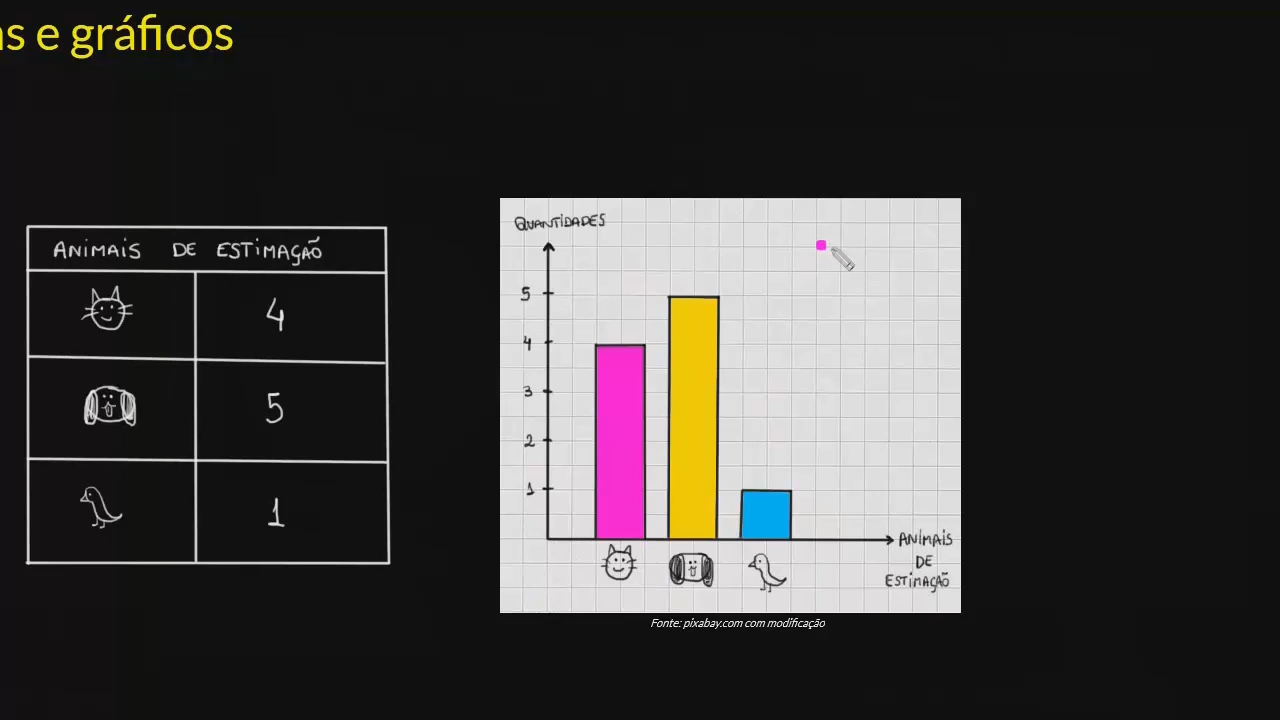 as e gráficos
ANIMAIS DE ESTIMAÇÃO
4
5
1
QUANTIDADES
5
4
3
2
1
ANIMAIS
DE
ESTIMAÇÃO
Fonte: pixabay.com com modificação